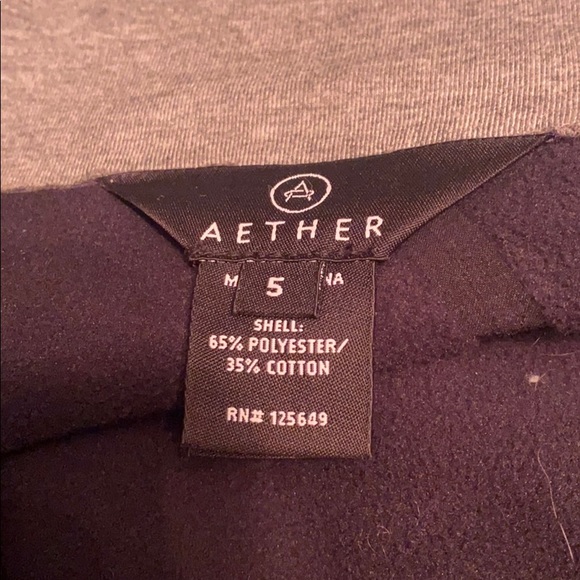 AETHER
5
SHELL:
65% POLYESTER/
35% COTTON
RN# 125649